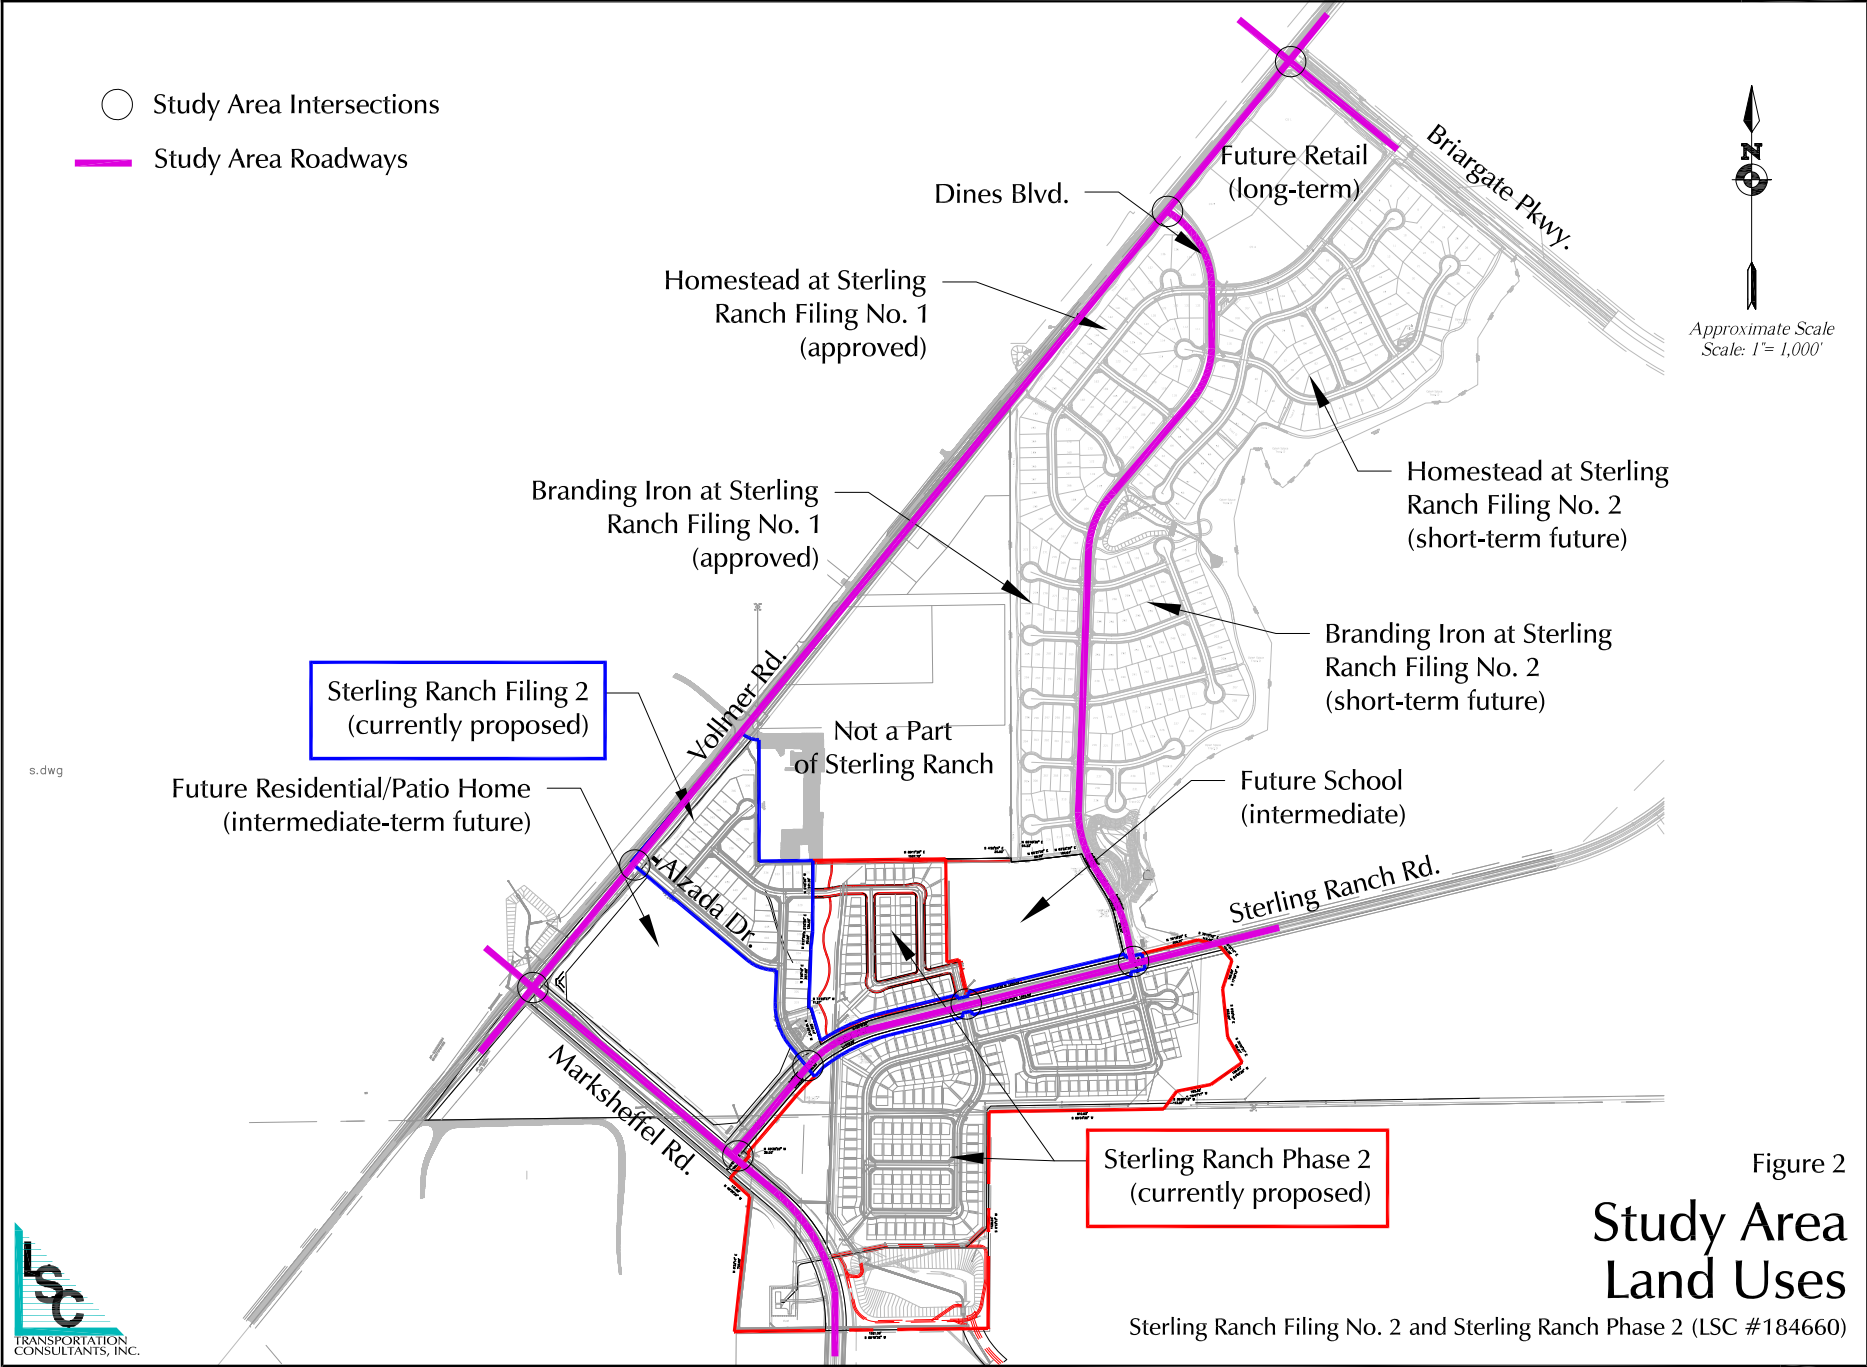 Study Area Intersections
Study Area Roadways
Briargate Pkwy.
Future Retail
(long-term)
Dines Blvd.
N
Approximate Scale
Scale: 1"= 1,000'
Homestead at Sterling
Ranch Filing No. 1
(approved)
Homestead at Sterling
Ranch Filing No. 2
(short-term future)
Branding Iron at Sterling
Ranch Filing No. 1
(approved)
Branding Iron at Sterling
Ranch Filing No. 2
(short-term future)
Vollmer Rd.
Sterling Ranch Filing 2
(currently proposed)
Not a Part
of Sterling Ranch
s.dwg
Future Residential/Patio Home
(intermediate-term future)
Future School
(intermediate)
Alzada Dr.
Sterling Ranch Rd.
Marksheffel Rd.
Sterling Ranch Phase 2
(currently proposed)
Figure 2
Study Area
Land Uses
Sterling Ranch Filing No. 2 and Sterling Ranch Phase 2 (LSC #184660)
LSC
TRANSPORTATION
CONSULTANTS, INC.